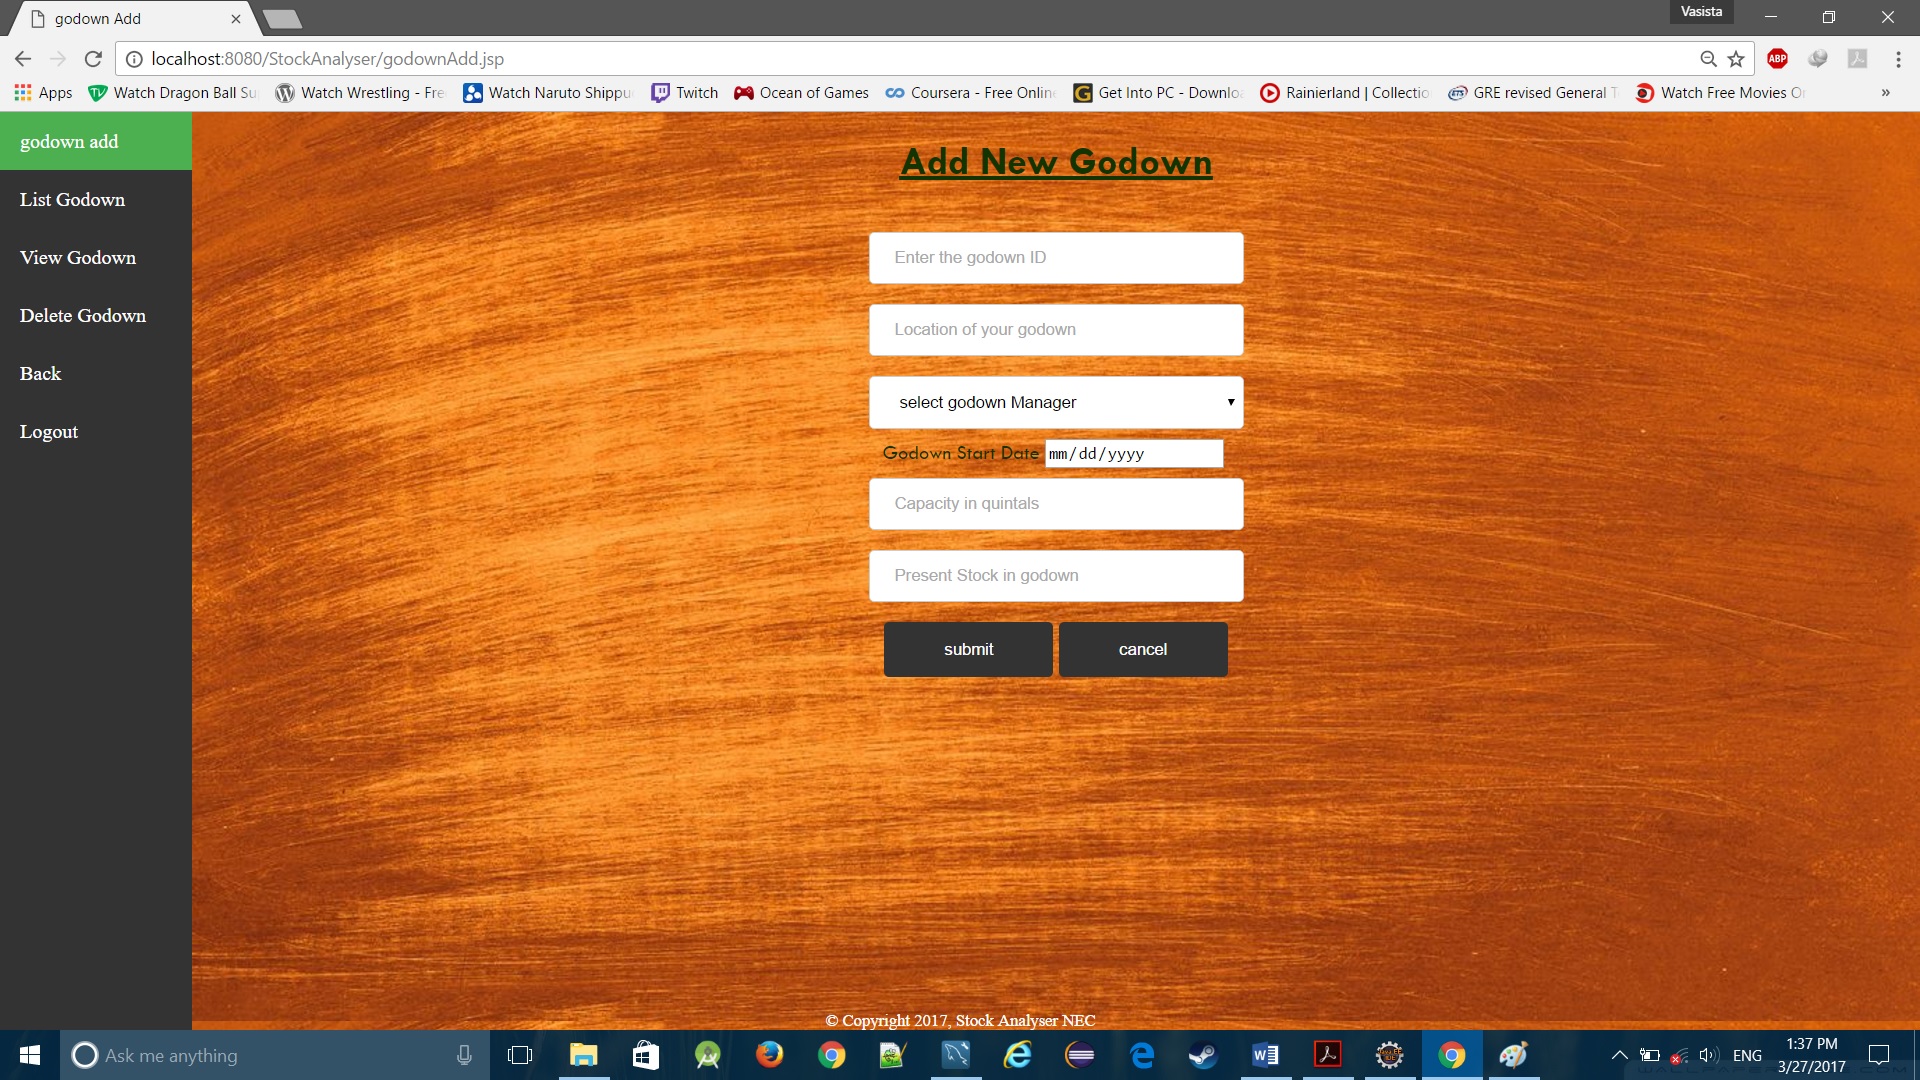 godown Add
Vasista
localhost:8080/StockAnalyser/godownAdd.jsp
ABP
Apps
Watch Dragon Ball Su
Watch Wrestling - Fre
Watch Naruto Shippu
Twitch
Ocean of Games
Coursera - Free Onlin
Get Into PC - Downlo
Rainierland | Collectio
GRE revised General T
Watch Free Movies O
»
godown add
List Godown
View Godown
Delete Godown
Back
Logout
Add New Godown
Enter the godown ID
Location of your godown
select godown Manager
Godown Start Date mm/dd/yyyy
Capacity in quintals
Present Stock in godown
submit
cancel
© Copyright 2017, Stock Analyser NEC
Ask me anything
ENG
1:37 PM
3/27/2017